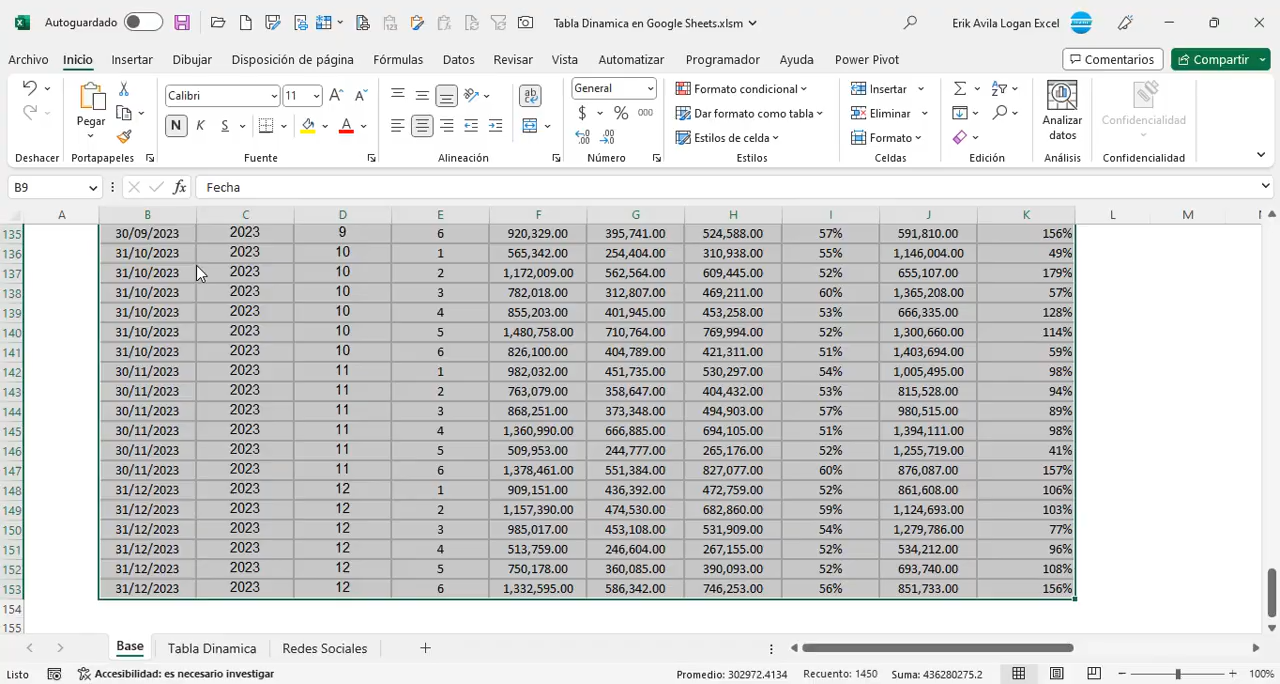 Autoguardado
Tabla Dinamica en Google Sheets.xlsm
Erik Avila Logan Excel
Archivo Inicio Insertar Dibujar Disposición de página Fórmulas Datos Revisar Vista Automatizar Programador Ayuda Power Pivot Comentarios Compartir
Pegar
Calibri 11
N K S
General
$ % 000
Formato condicional
Dar formato como tabla
Estilos de celda
Insertar
Eliminar
Formato
Analizar datos
Confidencialidad
Deshacer Portapapeles Fuente Alineación Número Estilos Celdas Edición Análisis Confidencialidad
B9 fx Fecha
A B C D E F G H I J K L M
135 30/09/2023 2023 9 6 920,329.00 395,741.00 524,588.00 57% 591,810.00 156%
136 31/10/2023 2023 10 1 565,342.00 254,404.00 310,938.00 55% 1,146,004.00 49%
137 31/10/2023 2023 10 2 1,172,009.00 562,564.00 609,445.00 52% 655,107.00 179%
138 31/10/2023 2023 10 3 782,018.00 312,807.00 469,211.00 60% 1,365,208.00 57%
139 31/10/2023 2023 10 4 855,203.00 401,945.00 453,258.00 53% 666,335.00 128%
140 31/10/2023 2023 10 5 1,480,758.00 710,764.00 769,994.00 52% 1,300,660.00 114%
141 31/10/2023 2023 10 6 826,100.00 404,789.00 421,311.00 51% 1,403,694.00 59%
142 30/11/2023 2023 11 1 982,032.00 451,735.00 530,297.00 54% 1,005,495.00 98%
143 30/11/2023 2023 11 2 763,079.00 358,647.00 404,432.00 53% 815,528.00 94%
144 30/11/2023 2023 11 3 868,251.00 373,348.00 494,903.00 57% 980,515.00 89%
145 30/11/2023 2023 11 4 1,360,990.00 666,885.00 694,105.00 51% 1,394,111.00 98%
146 30/11/2023 2023 11 5 509,953.00 244,777.00 265,176.00 52% 1,255,719.00 41%
147 30/11/2023 2023 11 6 1,378,461.00 551,384.00 827,077.00 60% 876,087.00 157%
148 31/12/2023 2023 12 1 909,151.00 436,392.00 472,759.00 52% 861,608.00 106%
149 31/12/2023 2023 12 2 1,157,390.00 474,530.00 682,860.00 59% 1,124,693.00 103%
150 31/12/2023 2023 12 3 985,017.00 453,108.00 531,909.00 54% 1,279,786.00 77%
151 31/12/2023 2023 12 4 513,759.00 246,604.00 267,155.00 52% 534,212.00 96%
152 31/12/2023 2023 12 5 750,178.00 360,085.00 390,093.00 52% 693,740.00 108%
153 31/12/2023 2023 12 6 1,332,595.00 586,342.00 746,253.00 56% 851,733.00 156%
154
155
Base Tabla Dinamica Redes Sociales
Listo Accesibilidad: es necesario investigar Promedio: 302972.4134 Recuento: 1450 Suma: 436280275.2 100%